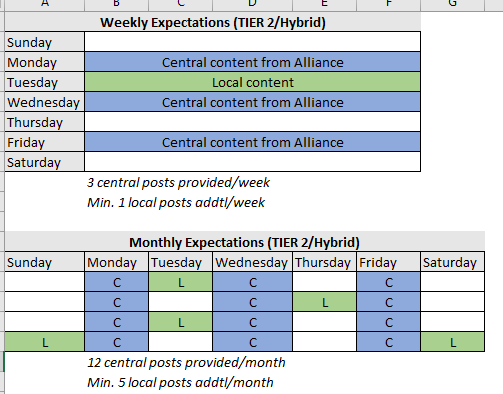 A B C D E F G
Weekly Expectations (TIER 2/Hybrid)
Sunday
Monday Central content from Alliance
Tuesday Local content
Wednesday Central content from Alliance
Thursday
Friday Central content from Alliance
Saturday
3 central posts provided/week
Min. 1 local posts addtl/week
Monthly Expectations (TIER 2/Hybrid)
Sunday Monday Tuesday Wednesday Thursday Friday Saturday
C L C C
C C L C
C L C C
L C C C L
12 central posts provided/month
Min. 5 local posts addtl/month